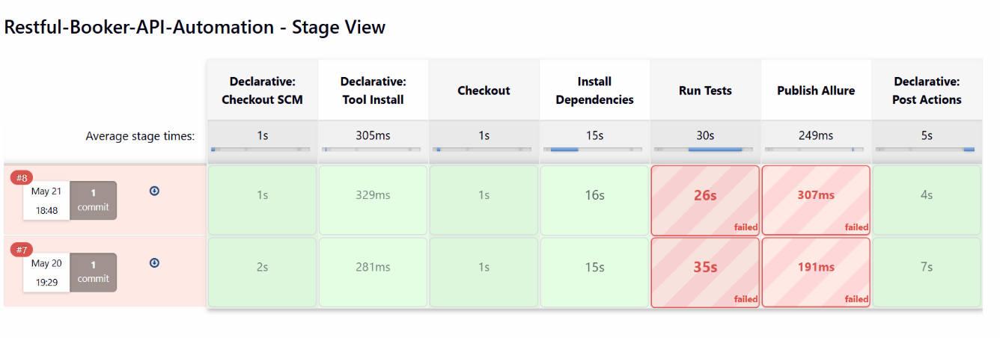 Restful-Booker-API-Automation - Stage View
Declarative:
Checkout SCM
Declarative:
Tool Install
Checkout
Install
Dependencies
Run Tests
Publish Allure
Declarative:
Post Actions
Average stage times:
1s
305ms
1s
15s
30s
249ms
5s
#8
May 21
18:48
1
commit
1s
329ms
1s
16s
26s
failed
307ms
failed
4s
#7
May 20
19:29
1
commit
2s
281ms
1s
15s
35s
failed
191ms
failed
7s